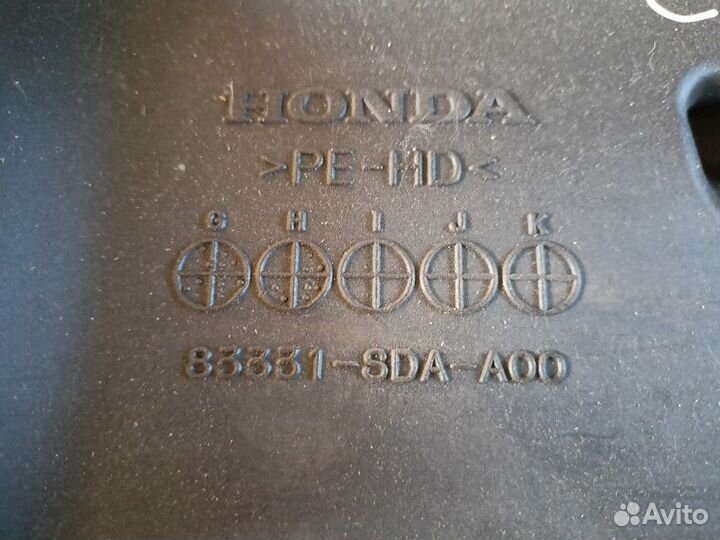 HONDA
>PE-HD<
G H I J K
83331-SDA-A00
Avito